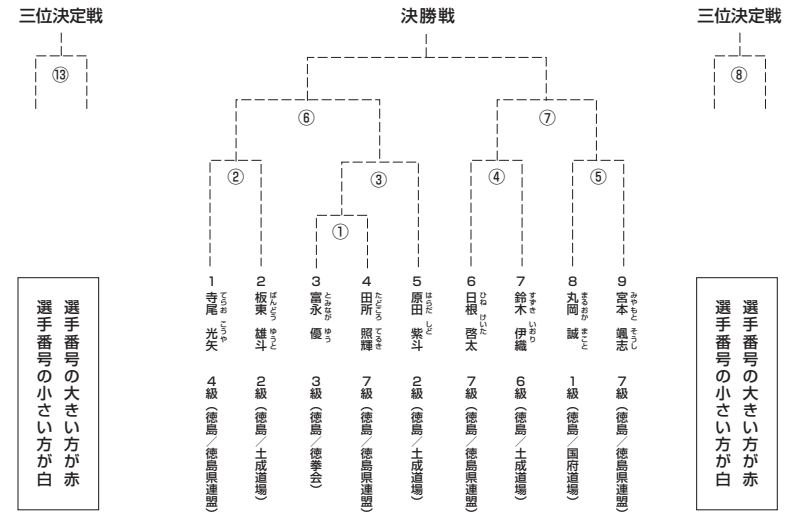 三位決定戦
⑬
決勝戦
三位決定戦
⑧
⑥
⑦
②
③
④
⑤
①
1 寺尾 光矢 てらお こうや 4級(徳島/徳島県連盟)
2 板東 雄斗 ばんどう ゆうと 2級(徳島/土成道場)
3 富永 優 とみなが ゆう 3級(徳島/徳拳会)
4 田所 照輝 たどころ てるき 7級(徳島/徳島県連盟)
5 原田 紫斗 はらだ しど 2級(徳島/土成道場)
6 日根 啓太 ひね けいた 7級(徳島/徳島県連盟)
7 鈴木 伊織 すずき いおり 6級(徳島/土成道場)
8 丸岡 誠 まるおか まこと 1級(徳島/国府道場)
9 宮本 颯志 みやもと そうし 7級(徳島/徳島県連盟)
選手番号の大きい方が赤
選手番号の小さい方が白
選手番号の大きい方が赤
選手番号の小さい方が白